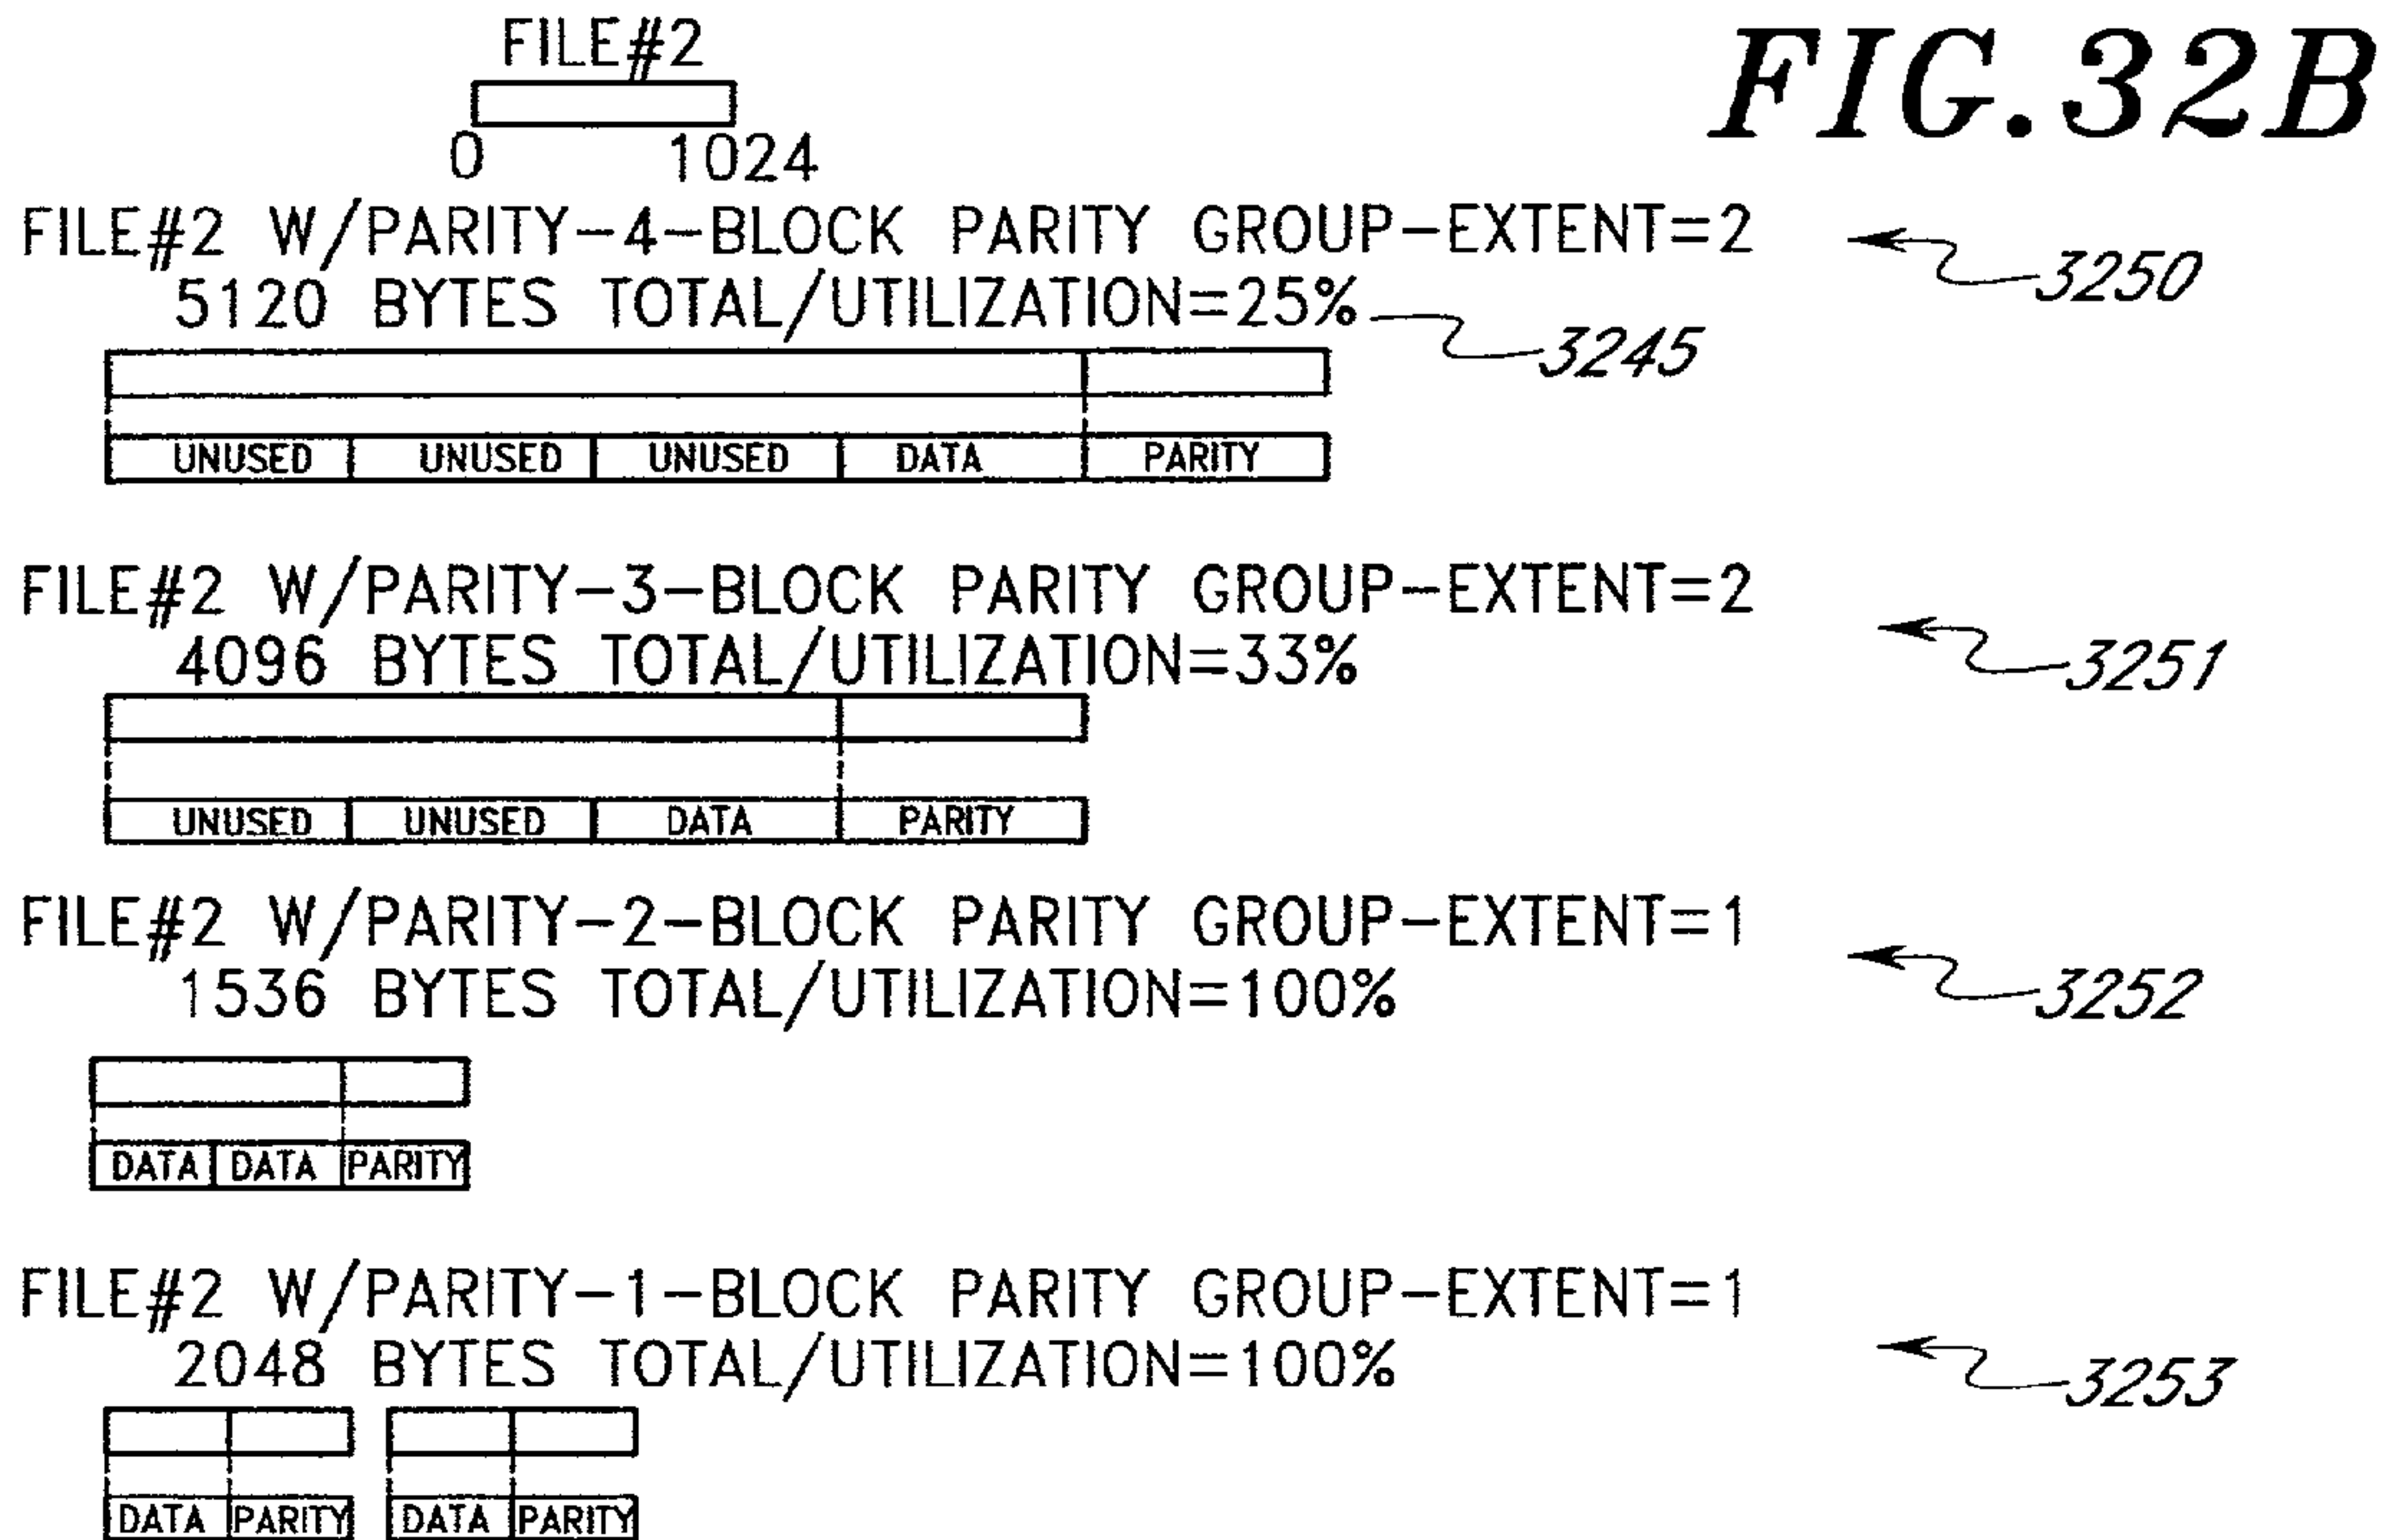 FILE#2
FIG.32B
0 1024
FILE#2 W/PARITY-4-BLOCK PARITY GROUP-EXTENT=2
3250
5120 BYTES TOTAL/UTILIZATION=25%
3245
UNUSED UNUSED UNUSED DATA PARITY
FILE#2 W/PARITY-3-BLOCK PARITY GROUP-EXTENT=2
4096 BYTES TOTAL/UTILIZATION=33%
3251
UNUSED UNUSED DATA PARITY
FILE#2 W/PARITY-2-BLOCK PARITY GROUP-EXTENT=1
1536 BYTES TOTAL/UTILIZATION=100%
3252
DATA DATA PARITY
FILE#2 W/PARITY-1-BLOCK PARITY GROUP-EXTENT=1
2048 BYTES TOTAL/UTILIZATION=100%
3253
DATA PARITY DATA PARITY